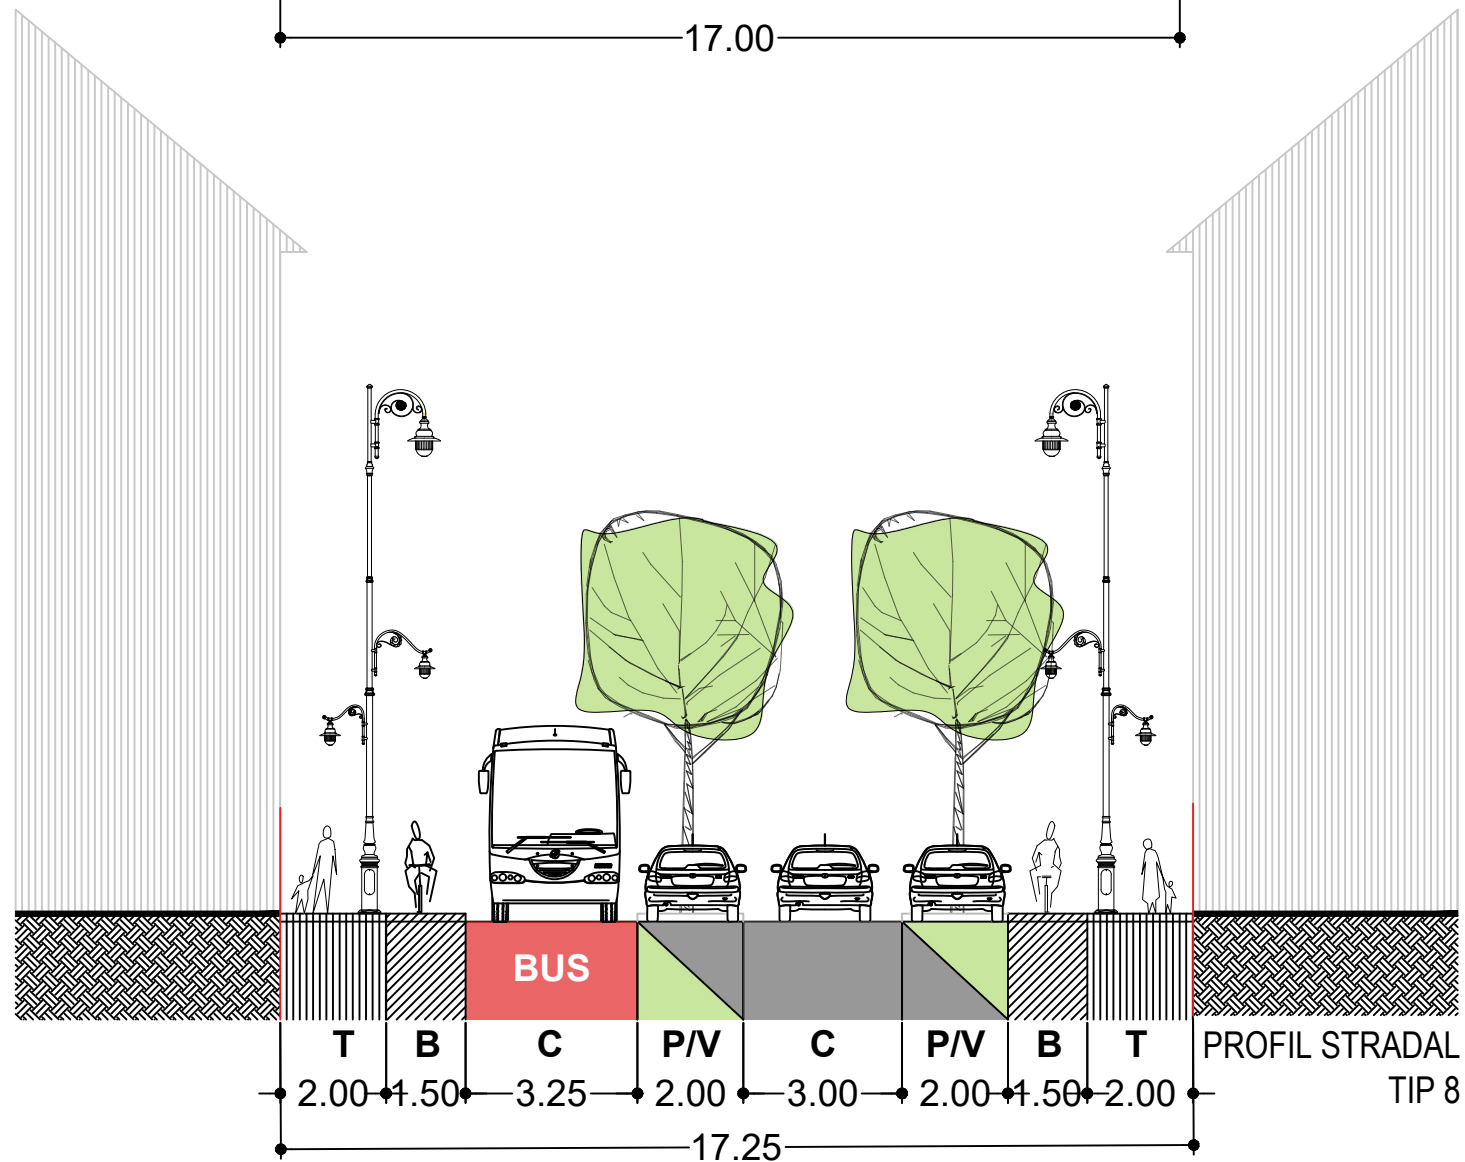 17.00
BUS
T B C P/V C P/V B T
2.00 1.50 3.25 2.00 3.00 2.00 1.50 2.00
17.25
PROFIL STRADAL
TIP 8